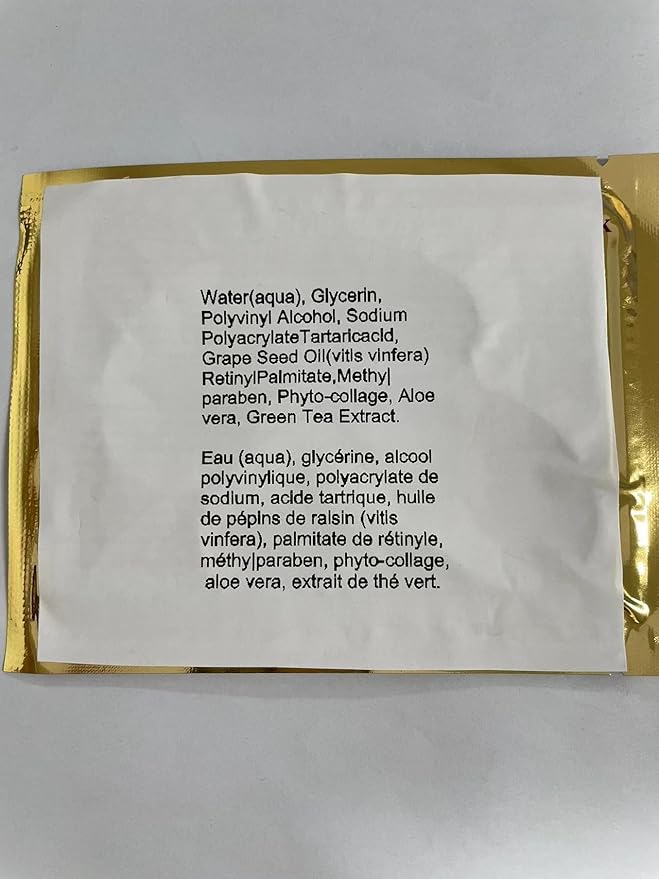 Water(aqua), Glycerin,
Polyvinyl Alcohol, Sodium
PolyacrylateTartaricacid,
Grape Seed Oil(vitis vinfera)
RetinylPalmitate,Methy|
paraben, Phyto-collage, Aloe
vera, Green Tea Extract.
Eau (aqua), glycérine, alcool
polyvinylique, polyacrylate de
sodium, acide tartrique, huile
de pépins de raisin (vitis
vinfera), palmitate de rétinyle,
méthy|paraben, phyto-collage,
aloe vera, extrait de thé vert.